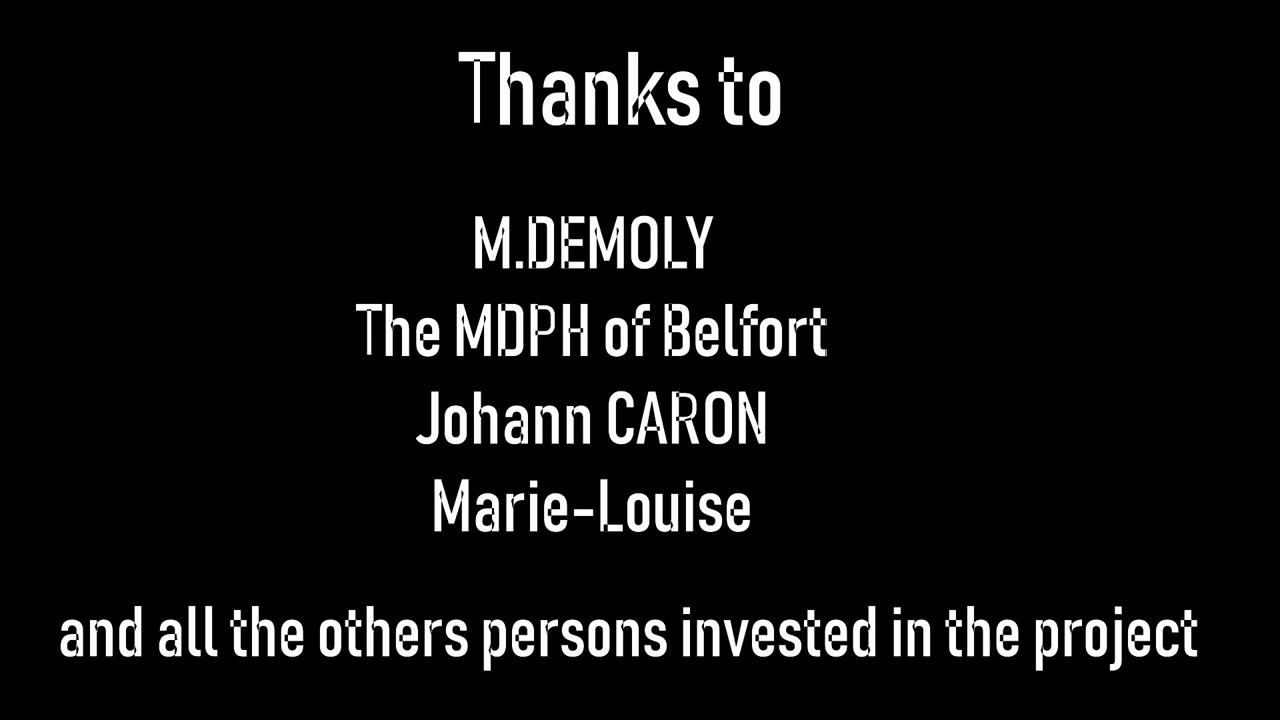 Thanks to
M.DEMOLY
The MDPH of Belfort
Johann CARON
Marie-Louise
and all the others persons invested in the project